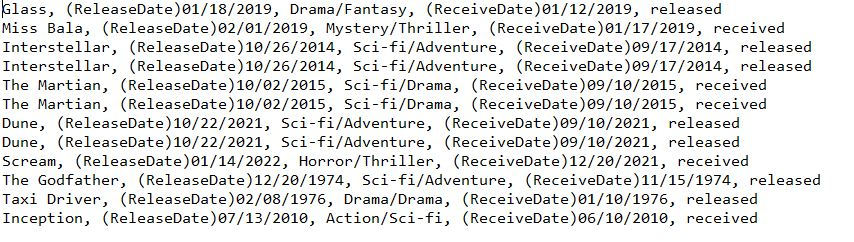 Glass, (ReleaseDate)01/18/2019, Drama/Fantasy, (ReceiveDate)01/12/2019, released
Miss Bala, (ReleaseDate)02/01/2019, Mystery/Thriller, (ReceiveDate)01/17/2019, received
Interstellar, (ReleaseDate)10/26/2014, Sci-fi/Adventure, (ReceiveDate)09/17/2014, released
Interstellar, (ReleaseDate)10/26/2014, Sci-fi/Adventure, (ReceiveDate)09/17/2014, released
The Martian, (ReleaseDate)10/02/2015, Sci-fi/Drama, (ReceiveDate)09/10/2015, received
The Martian, (ReleaseDate)10/02/2015, Sci-fi/Drama, (ReceiveDate)09/10/2015, received
Dune, (ReleaseDate)10/22/2021, Sci-fi/Adventure, (ReceiveDate)09/10/2021, released
Dune, (ReleaseDate)10/22/2021, Sci-fi/Adventure, (ReceiveDate)09/10/2021, released
Scream, (ReleaseDate)01/14/2022, Horror/Thriller, (ReceiveDate)12/20/2021, received
The Godfather, (ReleaseDate)12/20/1974, Sci-fi/Adventure, (ReceiveDate)11/15/1974, released
Taxi Driver, (ReleaseDate)02/08/1976, Drama/Drama, (ReceiveDate)01/10/1976, released
Inception, (ReleaseDate)07/13/2010, Action/Sci-fi, (ReceiveDate)06/10/2010, received